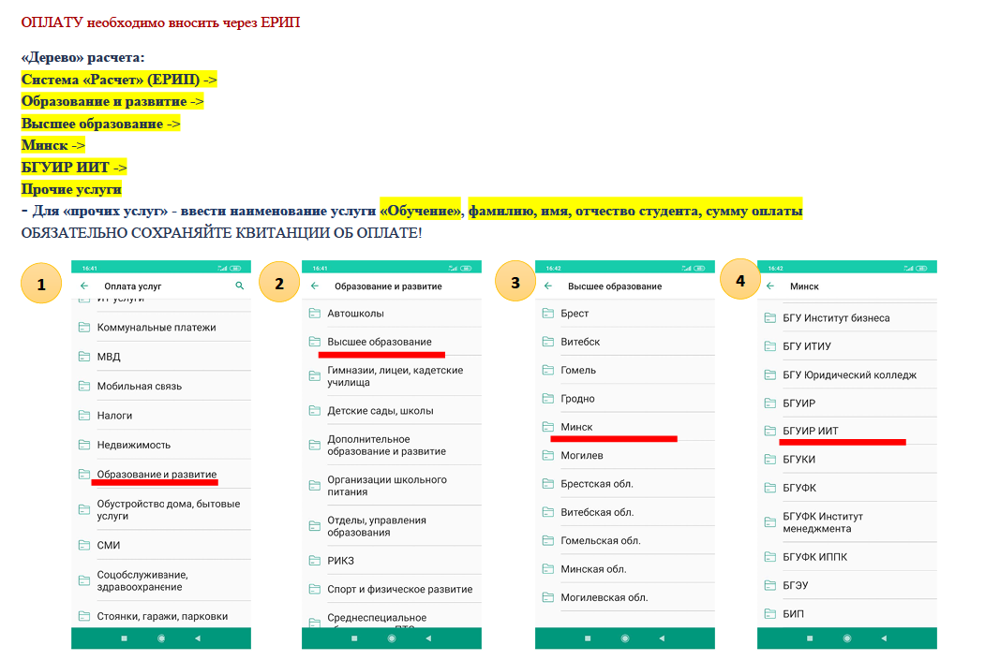 ОПЛАТУ необходимо вносить через ЕРИП
«Дерево» расчета:
Система «Расчет» (ЕРИП) ->
Образование и развитие ->
Высшее образование ->
Минск ->
БГУИР ИИТ ->
Прочие услуги
- Для «прочих услуг» - ввести наименование услуги «Обучение», фамилию, имя, отчество студента, сумму оплаты
ОБЯЗАТЕЛЬНО СОХРАНЯЙТЕ КВИТАНЦИИ ОБ ОПЛАТЕ!
1
16:41
Оплата услуг
ИТ услуги
Коммунальные платежи
МВД
Мобильная связь
Налоги
Недвижимость
Образование и развитие
Обустройство дома, бытовые
услуги
СМИ
Соцобслуживание,
здравоохранение
Стоянки, гаражи, парковки
2
16:41
Образование и развитие
Автошколы
Высшее образование
Гимназии, лицеи, кадетские
училища
Детские сады, школы
Дополнительное
образование и развитие
Организации школьного
питания
Отделы, управления
образования
РИКЗ
Спорт и физическое развитие
Среднеспециальное
3
16:42
Высшее образование
Брест
Витебск
Гомель
Гродно
Минск
Могилев
Брестская обл.
Витебская обл.
Гомельская обл.
Минская обл.
Могилевская обл.
4
16:42
Минск
БГУ Институт бизнеса
БГУ ИТИУ
БГУ Юридический колледж
БГУИР
БГУИР ИИТ
БГУКИ
БГУФК
БГУФК Институт
менеджмента
БГУФК ИППК
БГЭУ
БИП